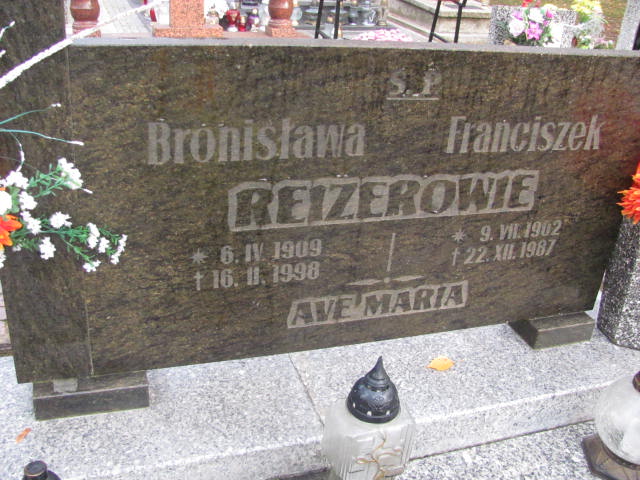 Ś.P
Bronisława Franciszek
REIZEROWIE
* 6. IV. 1909 * 9. VII. 1902
† 16. II. 1998 † 22. XII. 1987
AVE MARIA